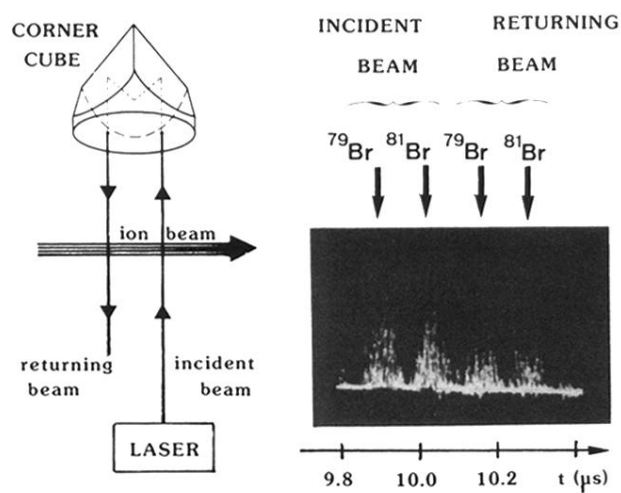 CORNER
CUBE
ion beam
returning
beam
incident
beam
LASER
INCIDENT
BEAM
RETURNING
BEAM
⁷⁹Br ⁸¹Br ⁷⁹Br ⁸¹Br
9.8 10.0 10.2 t (μs)